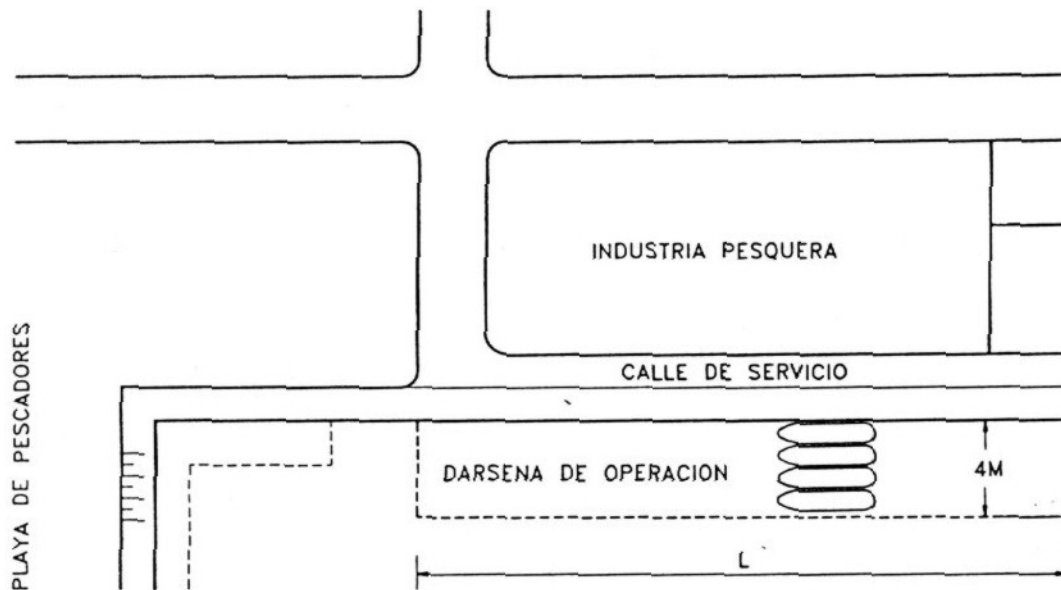 INDUSTRIA PESQUERA
CALLE DE SERVICIO
PLAYA DE PESCADORES
DARSENA DE OPERACION
4M
L